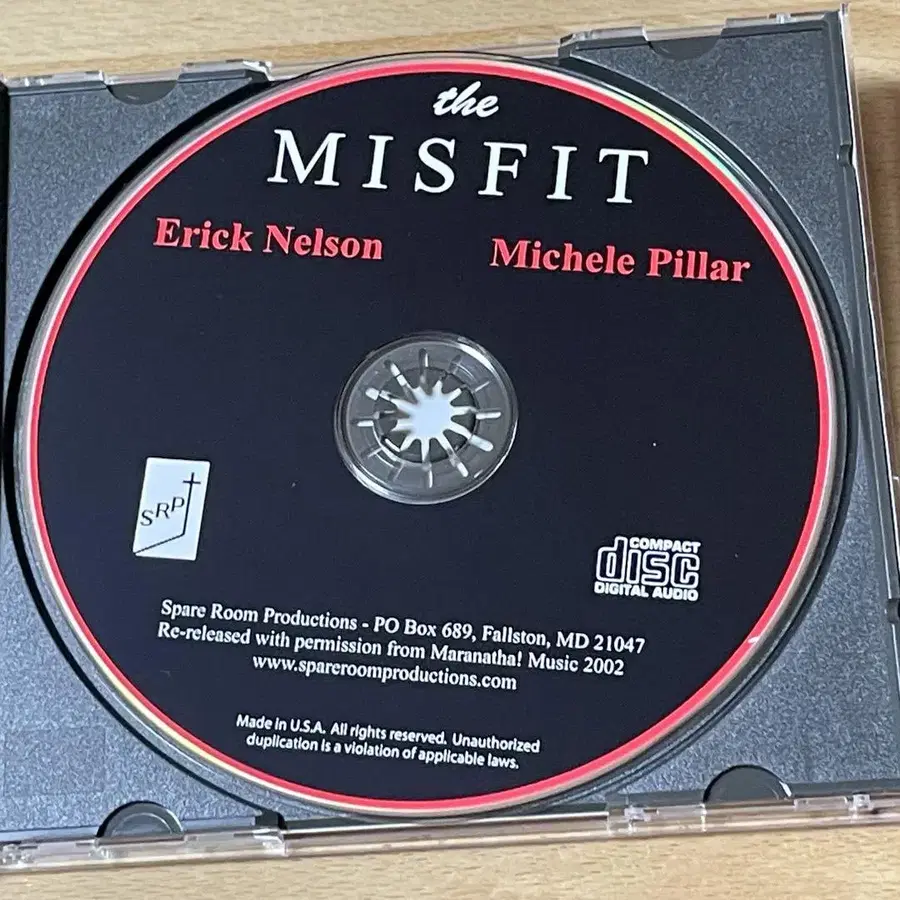 the
MISFIT
Erick Nelson
Michele Pillar
SRP
COMPACT
disc
DIGITAL AUDIO
Spare Room Productions - PO Box 689, Fallston, MD 21047
Re-released with permission from Maranatha! Music 2002
www.spareroomproductions.com
Made in U.S.A. All rights reserved. Unauthorized
duplication is a violation of applicable laws.